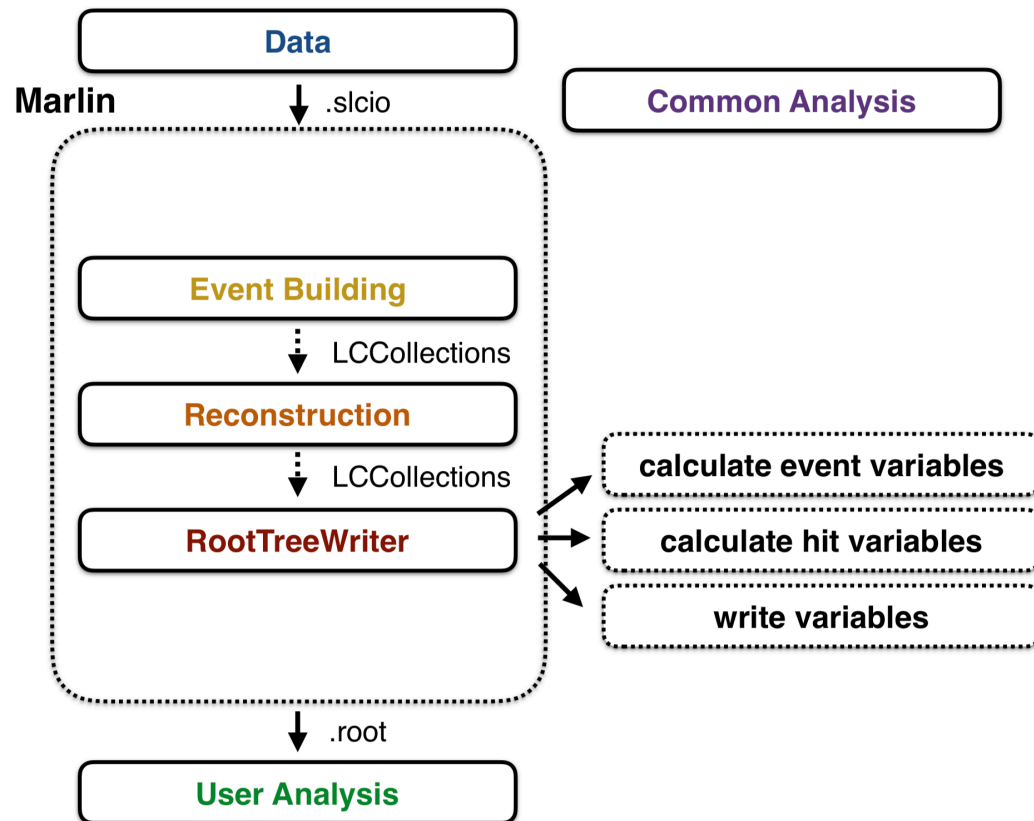 Data
Marlin
.slcio
Common Analysis
Event Building
LCCollections
Reconstruction
LCCollections
calculate event variables
RootTreeWriter
calculate hit variables
write variables
.root
User Analysis